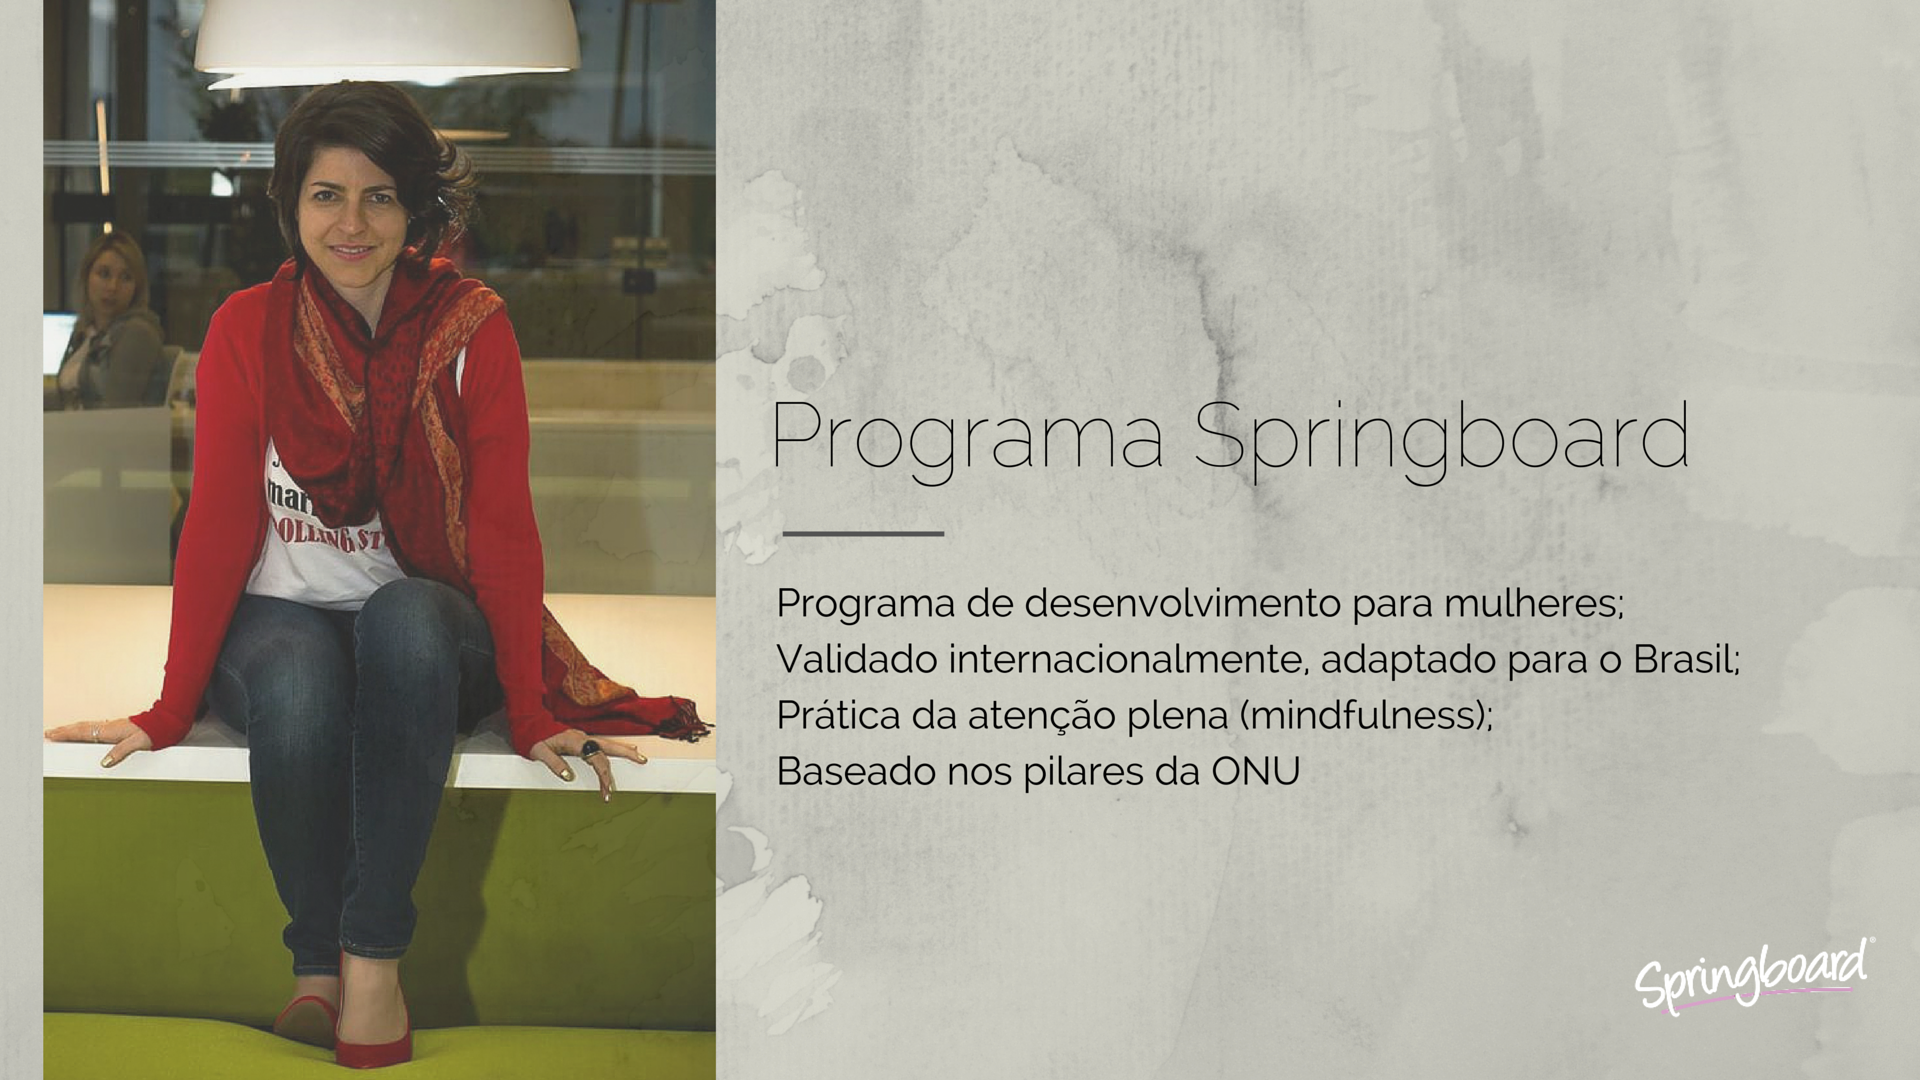 Programa Springboard
Programa de desenvolvimento para mulheres;
Validado internacionalmente, adaptado para o Brasil;
Prática da atenção plena (mindfulness);
Baseado nos pilares da ONU
Springboard®